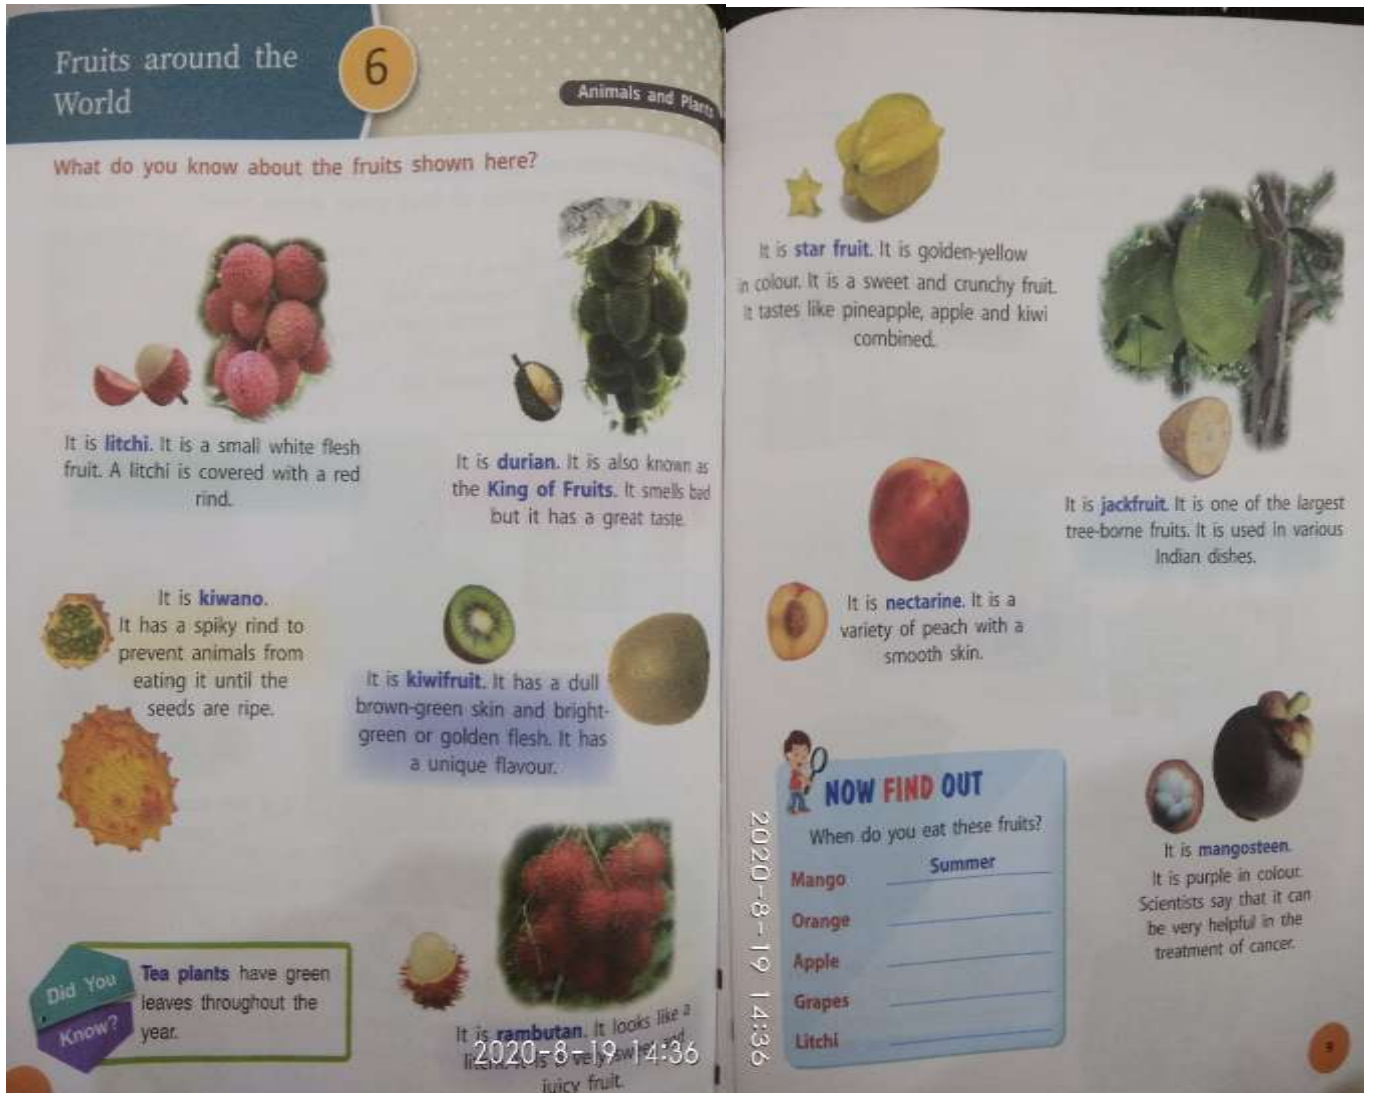 Fruits around the
World
6
Animals and Plants
What do you know about the fruits shown here?
It is litchi. It is a small white flesh
fruit. A litchi is covered with a red
rind.
It is durian. It is also known as
the King of Fruits. It smells bad
but it has a great taste.
It is kiwano.
It has a spiky rind to
prevent animals from
eating it until the
seeds are ripe.
It is kiwifruit. It has a dull
brown-green skin and bright-
green or golden flesh. It has
a unique flavour.
Did You
Know?
Tea plants have green
leaves throughout the
year.
It is rambutan. It looks like a
very sweet and
juicy fruit.
2020-8-19 14:36
It is star fruit. It is golden-yellow
in colour. It is a sweet and crunchy fruit.
It tastes like pineapple, apple and kiwi
combined.
It is jackfruit. It is one of the largest
tree-borne fruits. It is used in various
Indian dishes.
It is nectarine. It is a
variety of peach with a
smooth skin.
It is mangosteen.
It is purple in colour.
Scientists say that it can
be very helpful in the
treatment of cancer.
NOW FIND OUT
When do you eat these fruits?
Mango Summer
Orange
Apple
Grapes
Litchi
2020-8-19 14:36
9